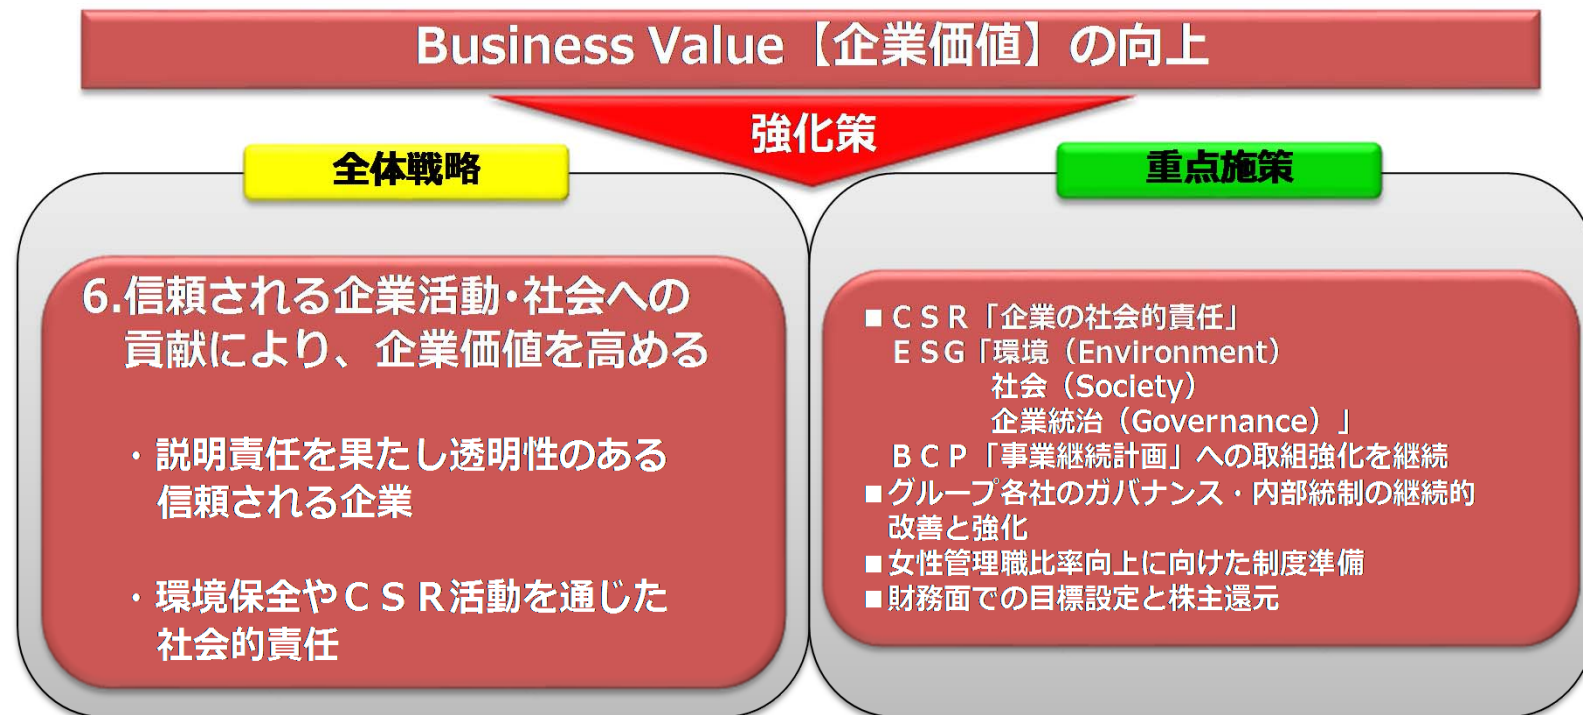 Business Value【企業価値】の向上
強化策
全体戦略
6.信頼される企業活動･社会への
貢献により、企業価値を高める
・説明責任を果たし透明性のある
信頼される企業
・環境保全やＣＳＲ活動を通じた
社会的責任
重点施策
■ＣＳＲ「企業の社会的責任」
ＥＳＧ「環境（Environment）
社会（Society）
企業統治（Governance）」
ＢＣＰ「事業継続計画」への取組強化を継続
■グループ各社のガバナンス・内部統制の継続的
改善と強化
■女性管理職比率向上に向けた制度準備
■財務面での目標設定と株主還元